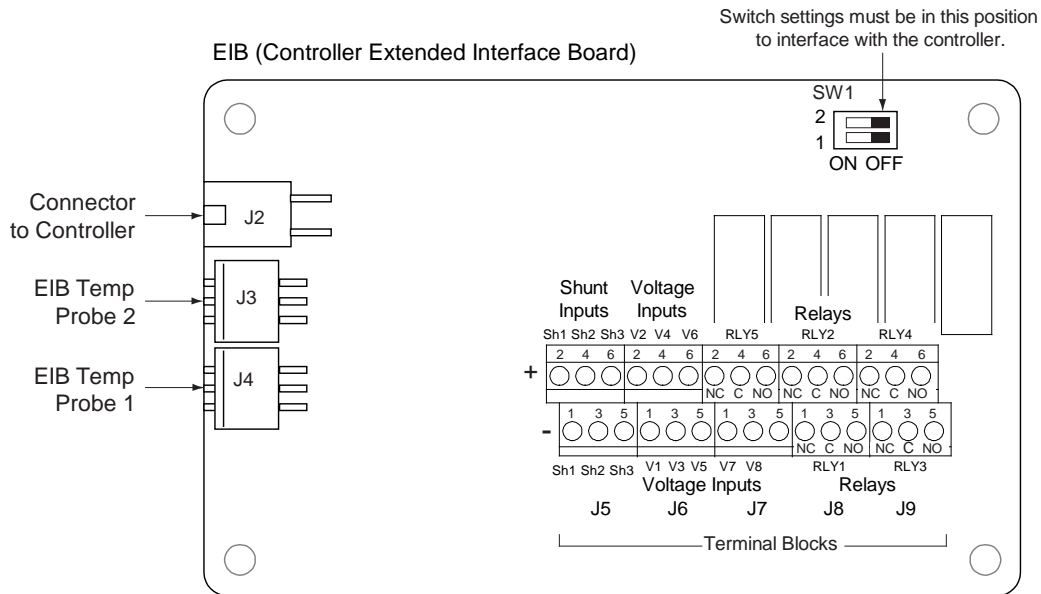 Switch settings must be in this position
to interface with the controller.
EIB (Controller Extended Interface Board)
SW1
2
1
ON OFF
Connector
to Controller
J2
EIB Temp
Probe 2
J3
EIB Temp
Probe 1
J4
Shunt
Inputs
Voltage
Inputs
Relays
Sh1 Sh2 Sh3 V2 V4 V6 RLY5 RLY2 RLY4
2 4 6 2 4 6 2 4 6 2 4 6 2 4 6
+
NC C NO NC C NO NC C NO
1 3 5 1 3 5 1 3 5 1 3 5 1 3 5
-
NC C NO NC C NO
Sh1 Sh2 Sh3 V1 V3 V5 V7 V8 RLY1 RLY3
Voltage Inputs Relays
J5 J6 J7 J8 J9
Terminal Blocks